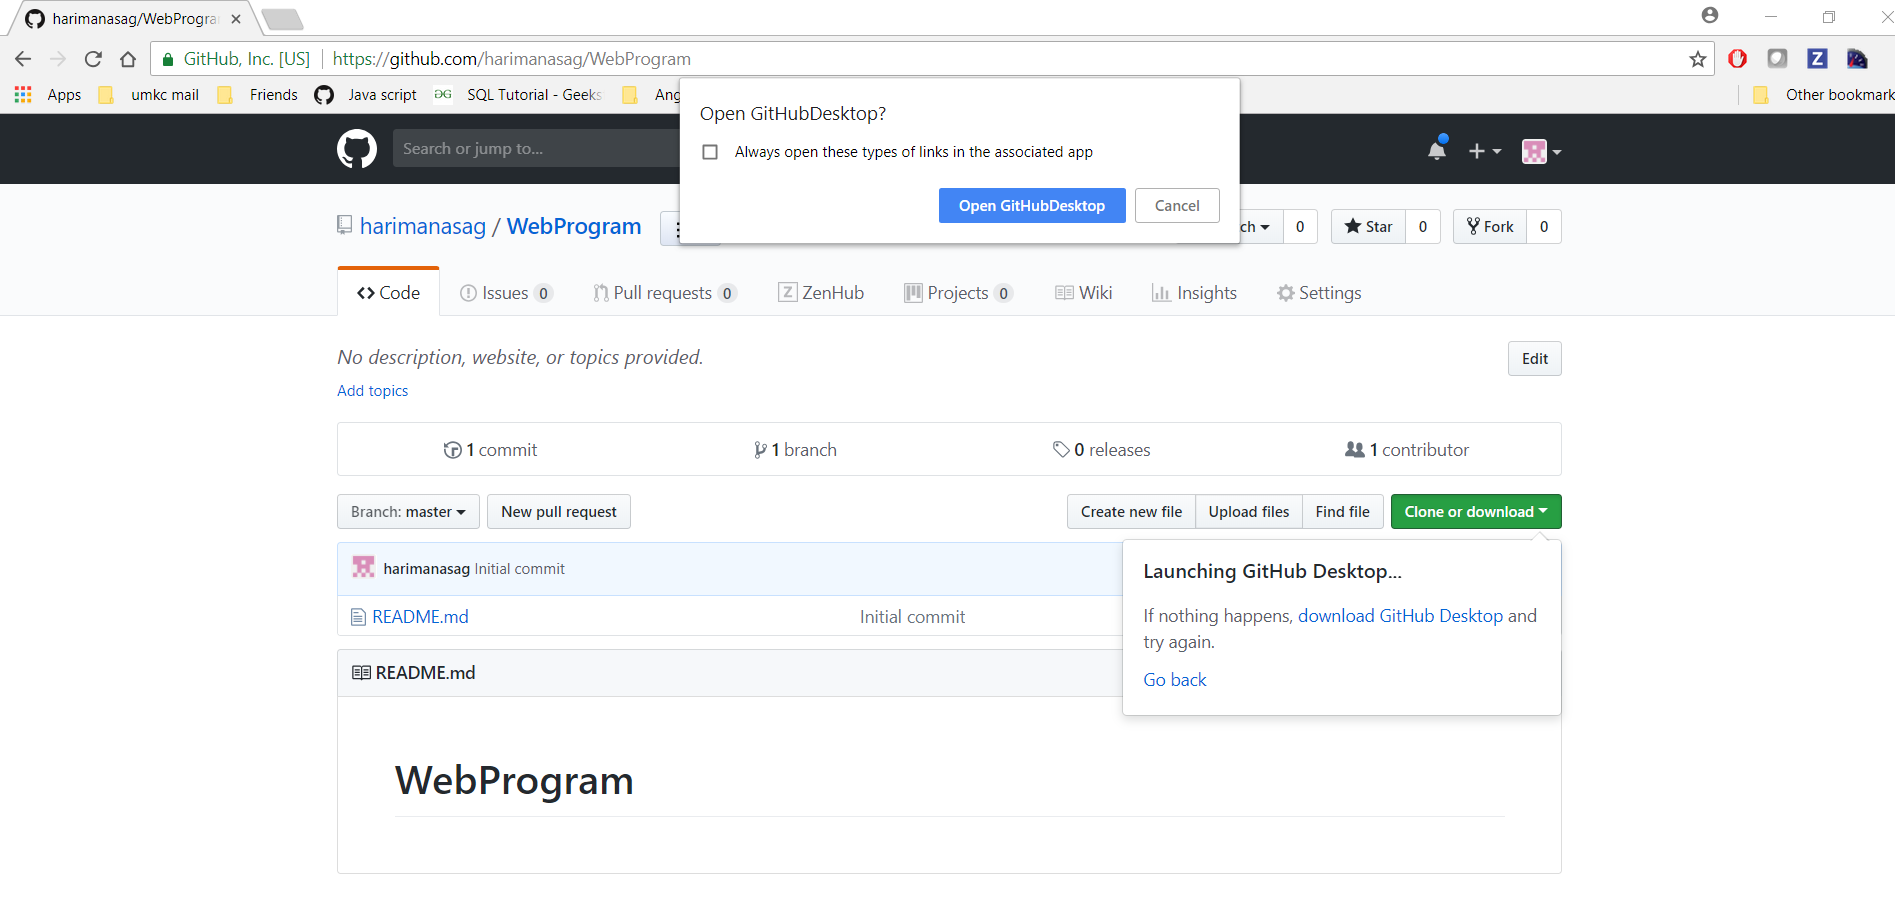 harimanasag/WebProgra
GitHub, Inc. [US] https://github.com/harimanasag/WebProgram
Apps umkc mail Friends Java script SQL Tutorial - Geeks Ang Other bookmark
Open GitHubDesktop?
Always open these types of links in the associated app
Open GitHubDesktop Cancel
Search or jump to...
harimanasag / WebProgram
ch 0 Star 0 Fork 0
Code Issues 0 Pull requests 0 ZenHub Projects 0 Wiki Insights Settings
No description, website, or topics provided. Edit
Add topics
1 commit 1 branch 0 releases 1 contributor
Branch: master New pull request Create new file Upload files Find file Clone or download
harimanasag Initial commit
README.md Initial commit
Launching GitHub Desktop...
If nothing happens, download GitHub Desktop and
try again.
Go back
README.md
WebProgram